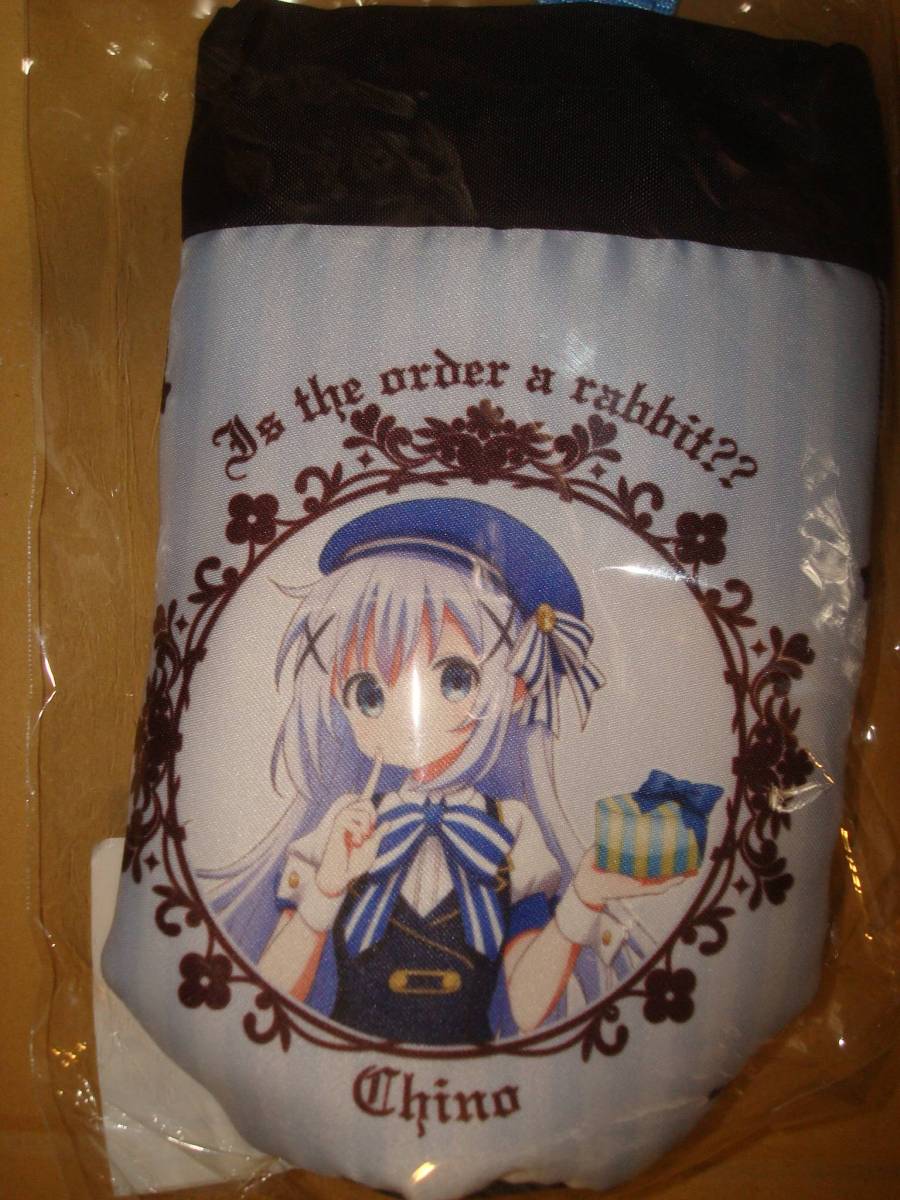 Is the order a rabbit??
Chino